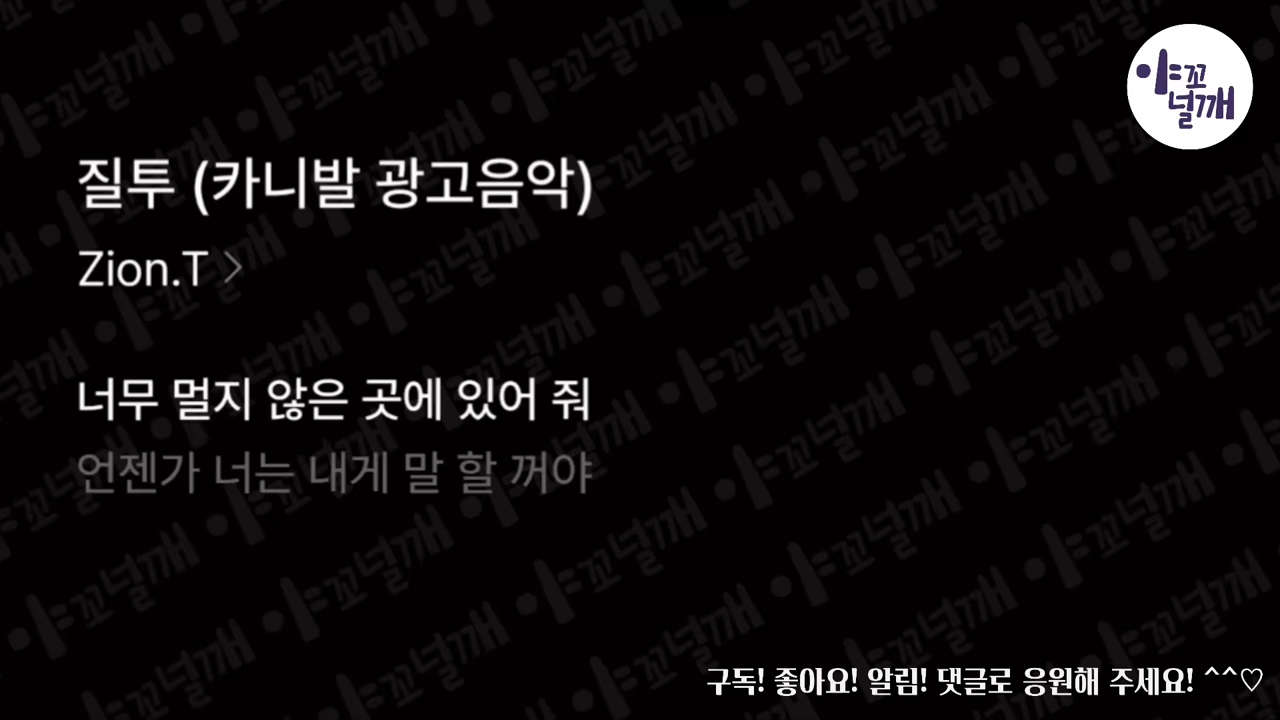 야꼬
널깨
질투 (카니발 광고음악)
Zion.T >
너무 멀지 않은 곳에 있어 줘
언젠가 너는 내게 말 할 꺼야
구독! 좋아요! 알림! 댓글로 응원해 주세요! ^^♡